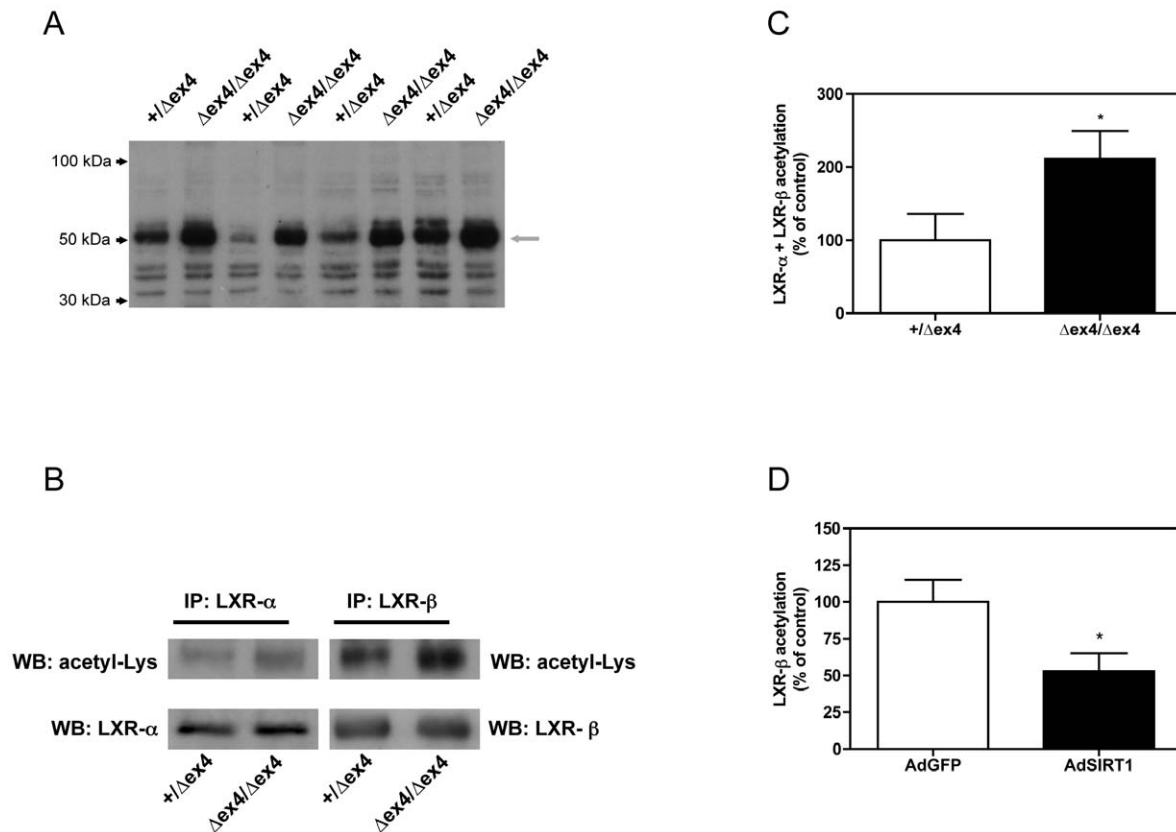 A
+/Δex4
Δex4/Δex4
+/Δex4
Δex4/Δex4
+/Δex4
Δex4/Δex4
+/Δex4
Δex4/Δex4
100 kDa
50 kDa
30 kDa
B
IP: LXR-α
IP: LXR-β
WB: acetyl-Lys
WB: acetyl-Lys
WB: LXR-α
WB: LXR- β
+/Δex4
Δex4/Δex4
+/Δex4
Δex4/Δex4
C
LXR-α + LXR-β acetylation
(% of control)
300
200
100
0
*
+/Δex4
Δex4/Δex4
D
LXR-β acetylation
(% of control)
150
125
100
75
50
25
0
*
AdGFP
AdSIRT1